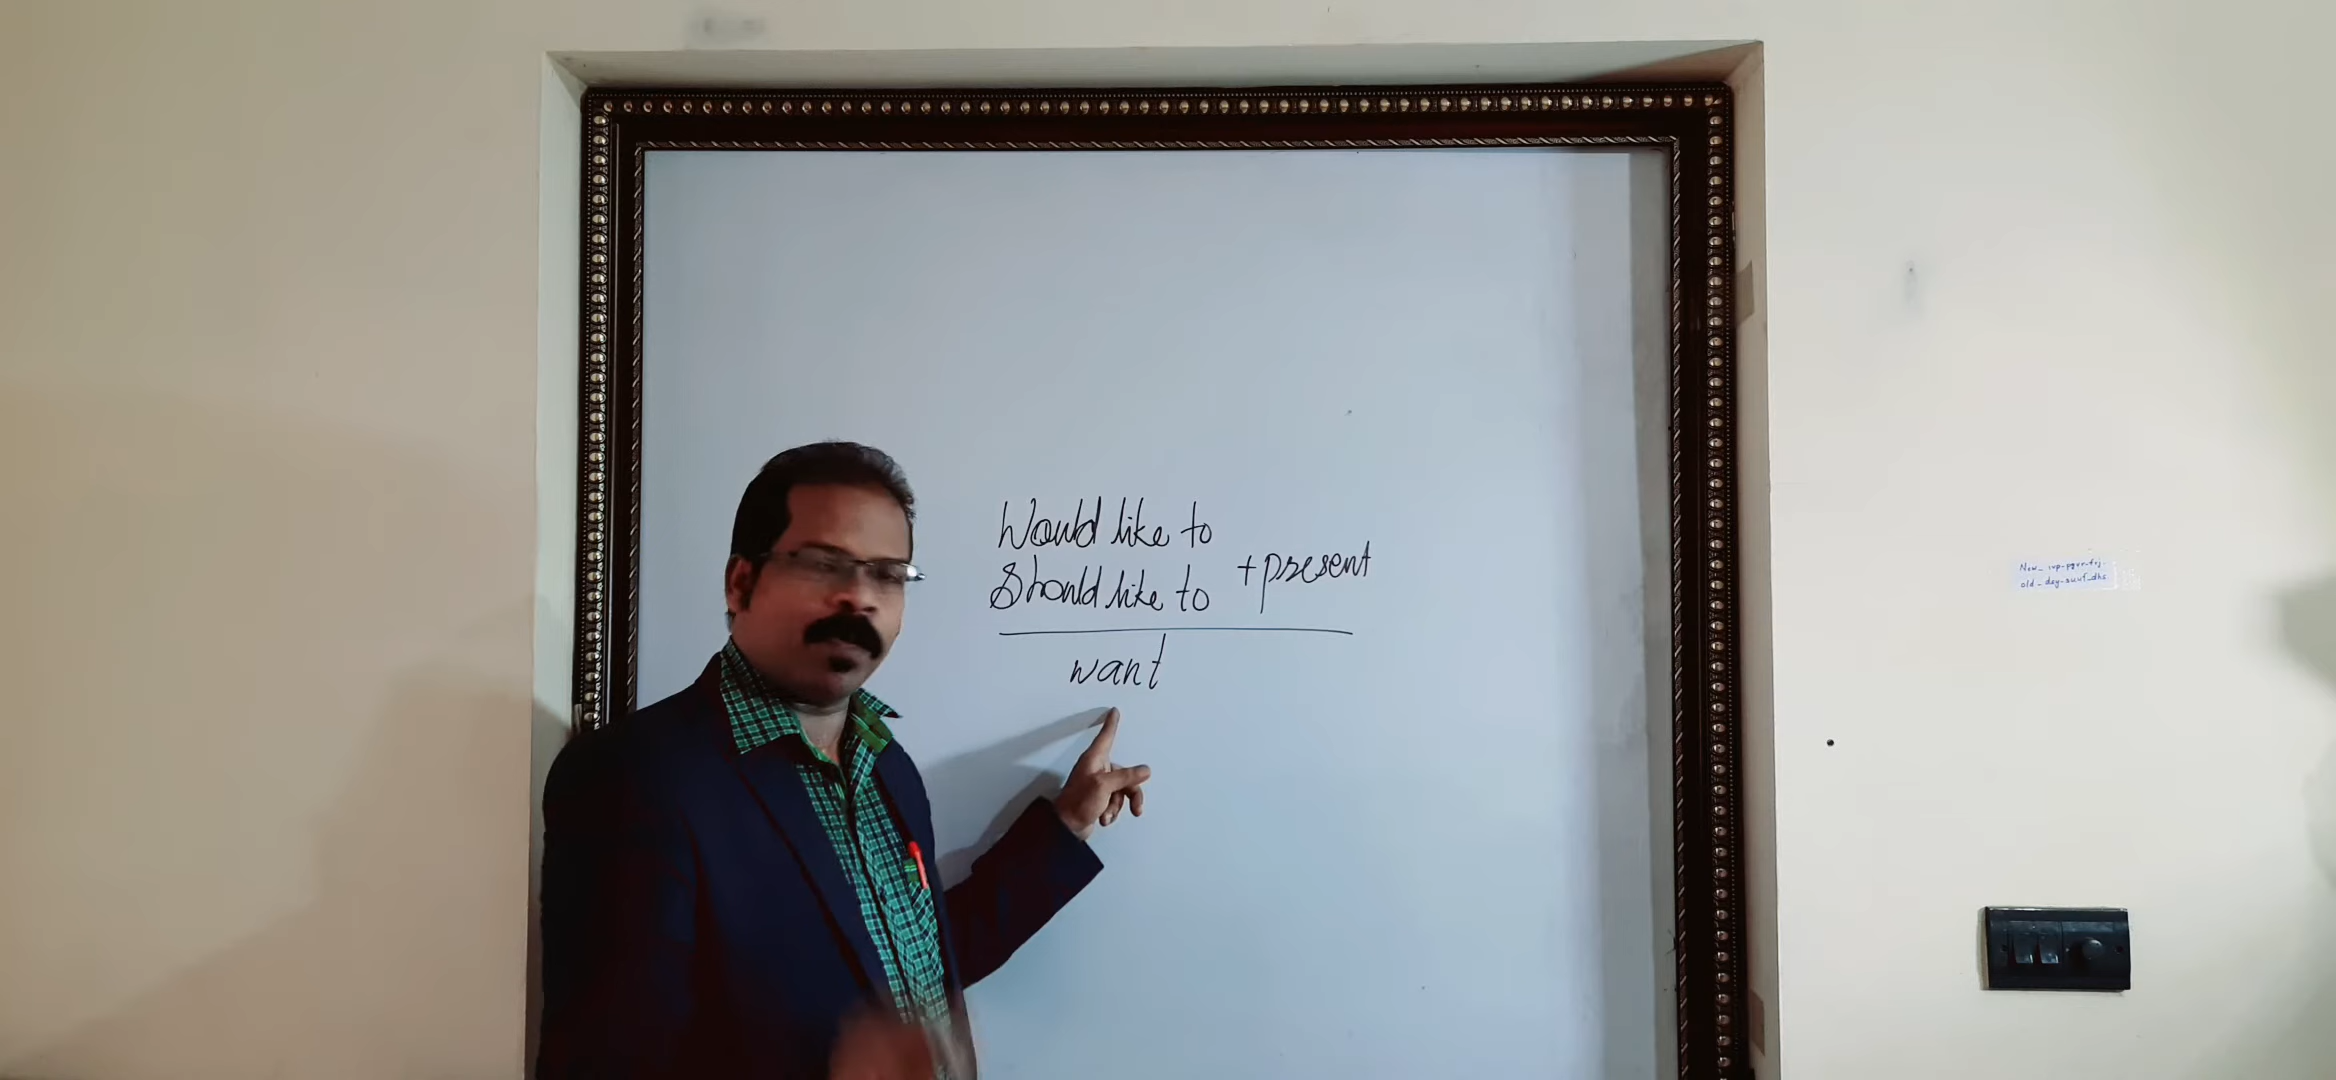 Would like to
Should like to
+present
want